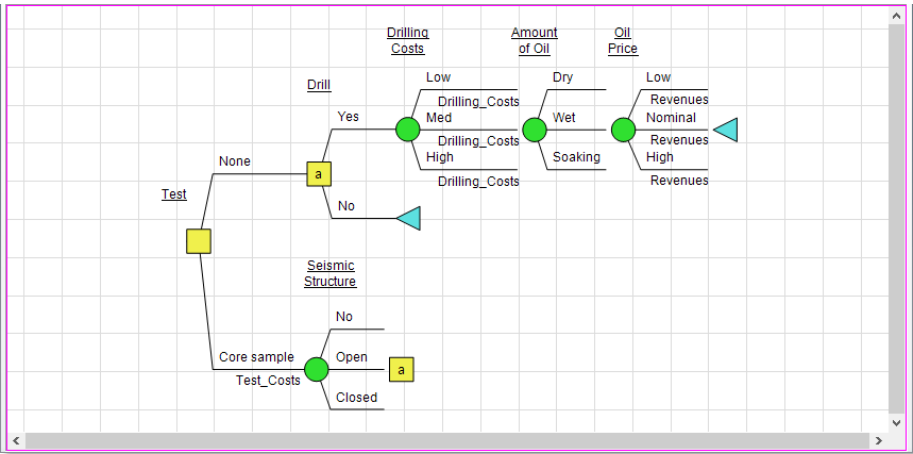 Drilling
Costs
Amount
of Oil
Oil
Price
Drill
Low
Dry
Low
Drilling_Costs
Revenues
Yes
Med
Wet
Nominal
Drilling_Costs
Revenues
None
High
Soaking
High
a
Drilling_Costs
Revenues
Test
No
Seismic
Structure
No
Core sample
Open
Test_Costs
a
Closed